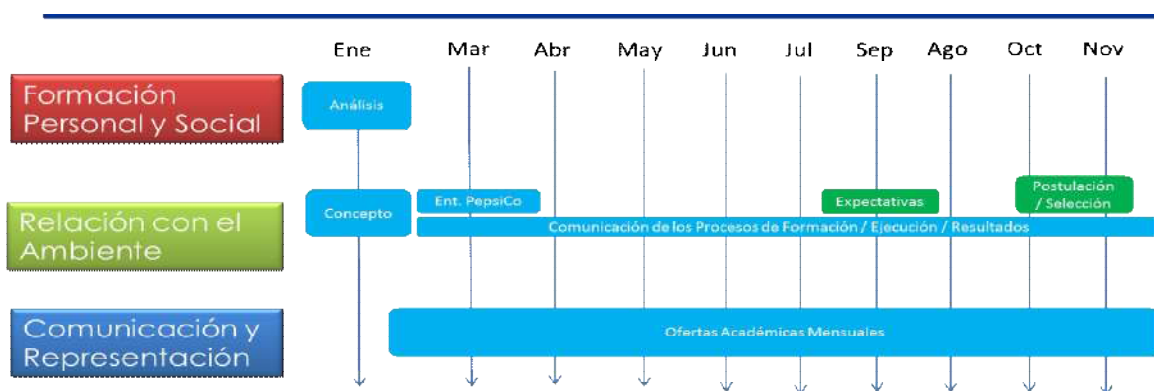 Ene Mar Abr May Jun Jul Sep Ago Oct Nov
Formación
Personal y Social
Análisis
Relación con el
Ambiente
Concepto
Ent. PepsiCo
Expectativas
Postulación
/ Selección
Comunicación de los Procesos de Formación / Ejecución / Resultados
Comunicación y
Representación
Ofertas Académicas Mensuales